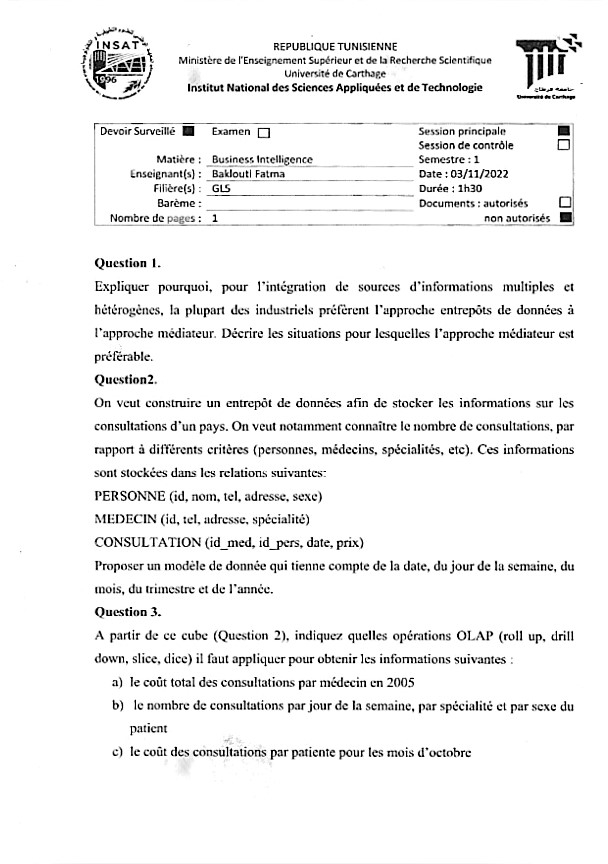 INSAT
1996
REPUBLIQUE TUNISIENNE
Ministère de l'Enseignement Supérieur et de la Recherche Scientifique
Université de Carthage
Institut National des Sciences Appliquées et de Technologie
جامعة قرطاج
Université de Carthage
Devoir Surveillé Examen Session principale
Session de contrôle
Matière : Business Intelligence Semestre : 1
Enseignant(s) : Baklouti Fatma Date : 03/11/2022
Filière(s) : GL5 Durée : 1h30
Barème : Documents : autorisés
Nombre de pages : 1 non autorisés
Question 1.
Expliquer pourquoi, pour l'intégration de sources d'informations multiples et
hétérogènes, la plupart des industriels préfèrent l'approche entrepôts de données à
l'approche médiateur. Décrire les situations pour lesquelles l'approche médiateur est
préférable.
Question2.
On veut construire un entrepôt de données afin de stocker les informations sur les
consultations d'un pays. On veut notamment connaître le nombre de consultations, par
rapport à différents critères (personnes, médecins, spécialités, etc). Ces informations
sont stockées dans les relations suivantes:
PERSONNE (id, nom, tel, adresse, sexe)
MEDECIN (id, tel, adresse, spécialité)
CONSULTATION (id_med, id_pers, date, prix)
Proposer un modèle de donnée qui tienne compte de la date, du jour de la semaine, du
mois, du trimestre et de l'année.
Question 3.
A partir de ce cube (Question 2), indiquez quelles opérations OLAP (roll up, drill
down, slice, dice) il faut appliquer pour obtenir les informations suivantes :
a) le coût total des consultations par médecin en 2005
b) le nombre de consultations par jour de la semaine, par spécialité et par sexe du
patient
c) le coût des consultations par patiente pour les mois d'octobre